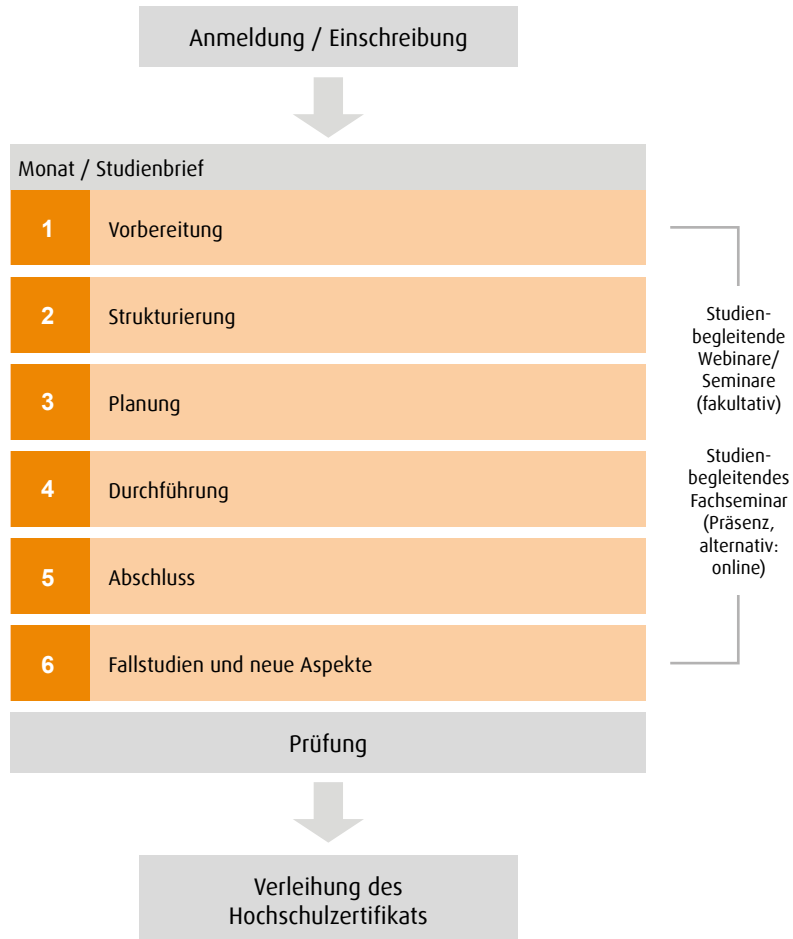 Anmeldung / Einschreibung
Monat / Studienbrief
1 Vorbereitung
2 Strukturierung
3 Planung
4 Durchführung
5 Abschluss
6 Fallstudien und neue Aspekte
Studien-
begleitende
Webinare/
Seminare
(fakultativ)
Studien-
begleitendes
Fachseminar
(Präsenz,
alternativ:
online)
Prüfung
Verleihung des
Hochschulzertifikats